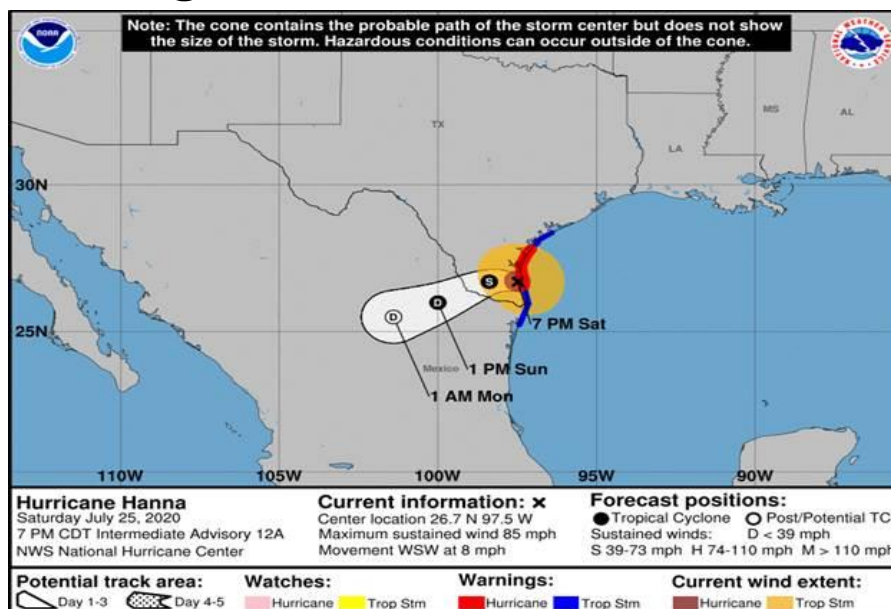 Note: The cone contains the probable path of the storm center but does not show
the size of the storm. Hazardous conditions can occur outside of the cone.
NOAA
NATIONAL WEATHER SERVICE
TX
MS
AL
LA
30N
S
D
7 PM Sat
D
25N
Mexico
1 PM Sun
1 AM Mon
110W 105W 100W 95W 90W
Hurricane Hanna
Saturday July 25, 2020
7 PM CDT Intermediate Advisory 12A
NWS National Hurricane Center
Current information: ×
Center location 26.7 N 97.5 W
Maximum sustained wind 85 mph
Movement WSW at 8 mph
Forecast positions:
Tropical Cyclone Post/Potential TC
Sustained winds: D < 39 mph
S 39-73 mph H 74-110 mph M > 110 mph
Potential track area:
Day 1-3 Day 4-5
Watches:
Hurricane Trop Stm
Warnings:
Hurricane Trop Stm
Current wind extent:
Hurricane Trop Stm